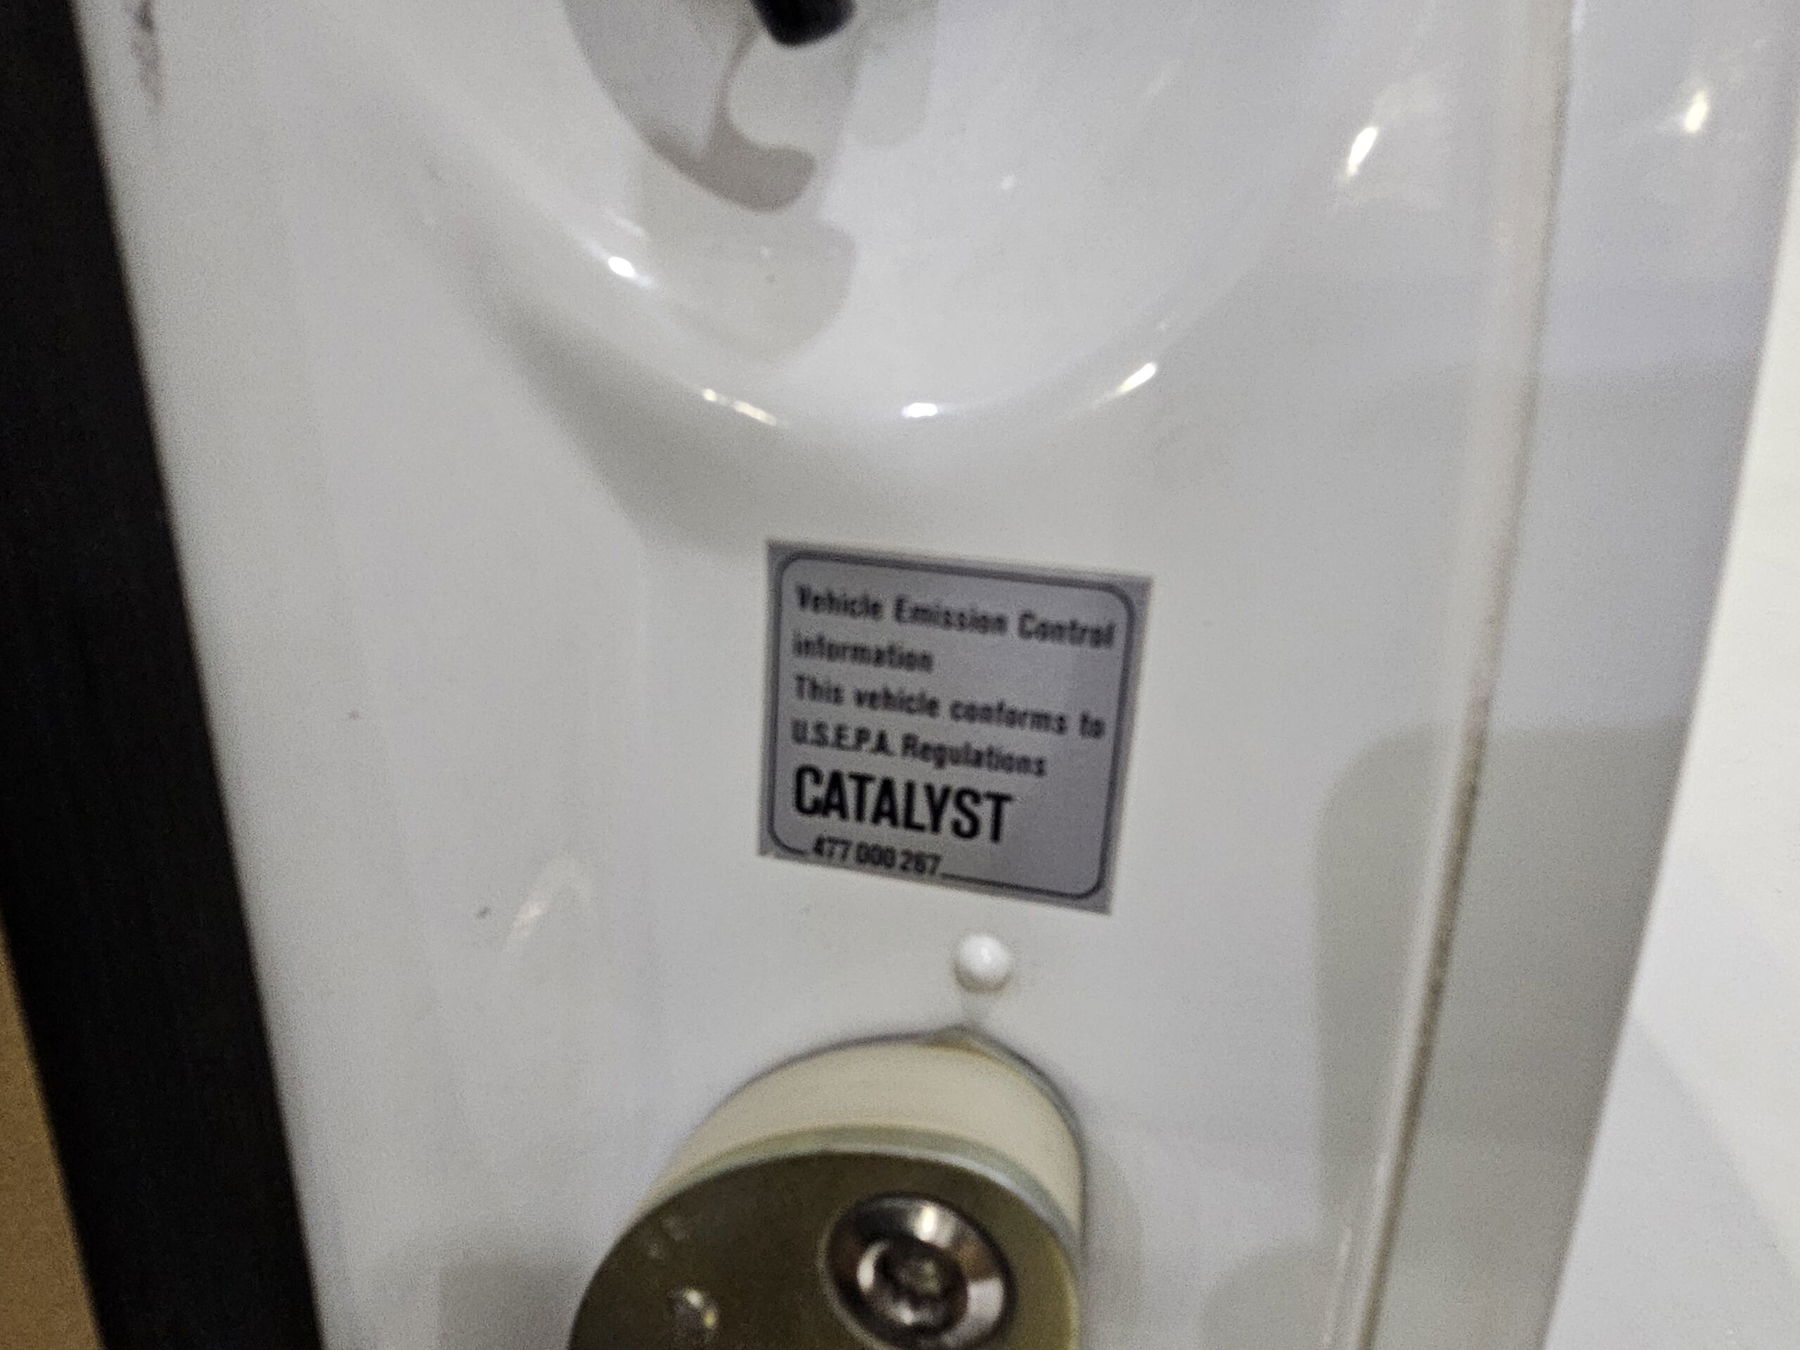 Vehicle Emission Control
information
This vehicle conforms to
U.S.E.P.A. Regulations
CATALYST
477 000 267